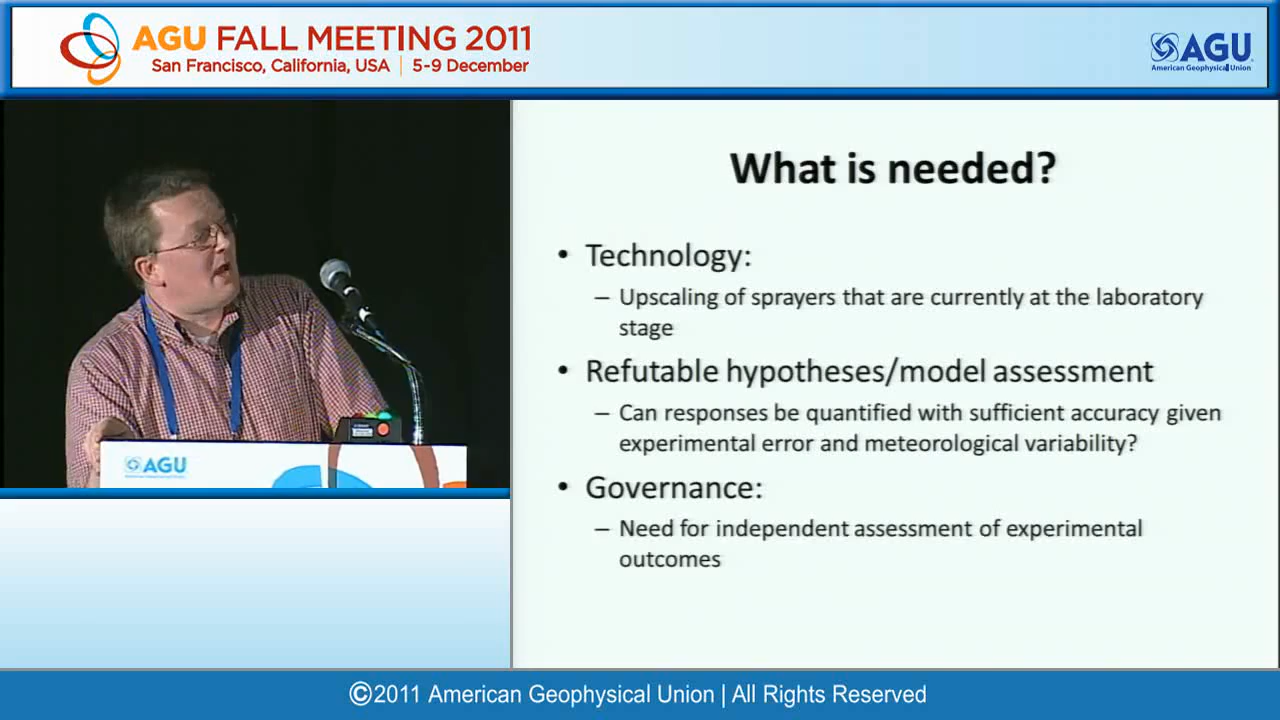 AGU FALL MEETING 2011
San Francisco, California, USA | 5-9 December
AGU
American Geophysical Union
What is needed?
• Technology:
– Upscaling of sprayers that are currently at the laboratory
stage
• Refutable hypotheses/model assessment
– Can responses be quantified with sufficient accuracy given
experimental error and meteorological variability?
• Governance:
– Need for independent assessment of experimental
outcomes
AGU
©2011 American Geophysical Union | All Rights Reserved